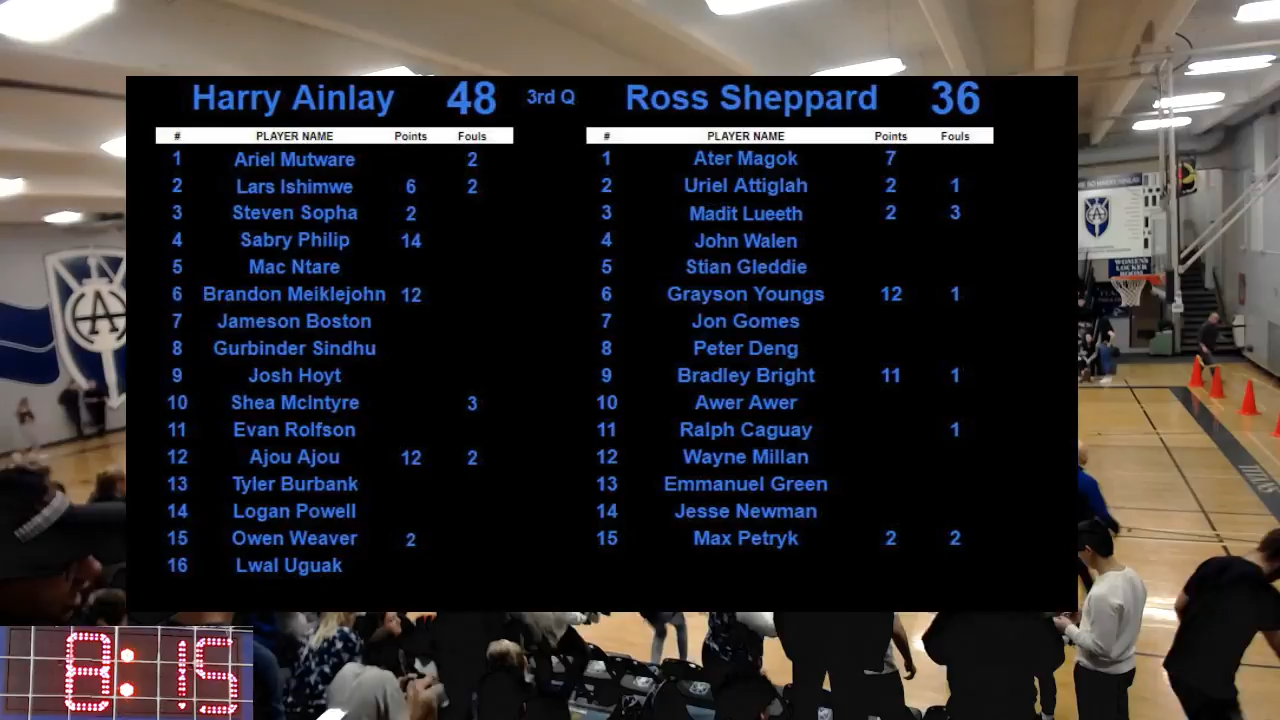 Harry Ainlay 48 3rd Q Ross Sheppard 36
# PLAYER NAME Points Fouls # PLAYER NAME Points Fouls
1 Ariel Mutware 2 1 Ater Magok 7
2 Lars Ishimwe 6 2 2 Uriel Attiglah 2 1
3 Steven Sopha 2 3 Madit Lueeth 2 3
4 Sabry Philip 14 4 John Walen
5 Mac Ntare 5 Stian Gleddie
6 Brandon Meiklejohn 12 6 Grayson Youngs 12 1
7 Jameson Boston 7 Jon Gomes
8 Gurbinder Sindhu 8 Peter Deng
9 Josh Hoyt 9 Bradley Bright 11 1
10 Shea McIntyre 3 10 Awer Awer
11 Evan Rolfson 11 Ralph Caguay 1
12 Ajou Ajou 12 2 12 Wayne Millan
13 Tyler Burbank 13 Emmanuel Green
14 Logan Powell 14 Jesse Newman
15 Owen Weaver 2 15 Max Petryk 2 2
16 Lwal Uguak
WOMEN'S
LOCKER
ROOM
A
TITANS
8:15